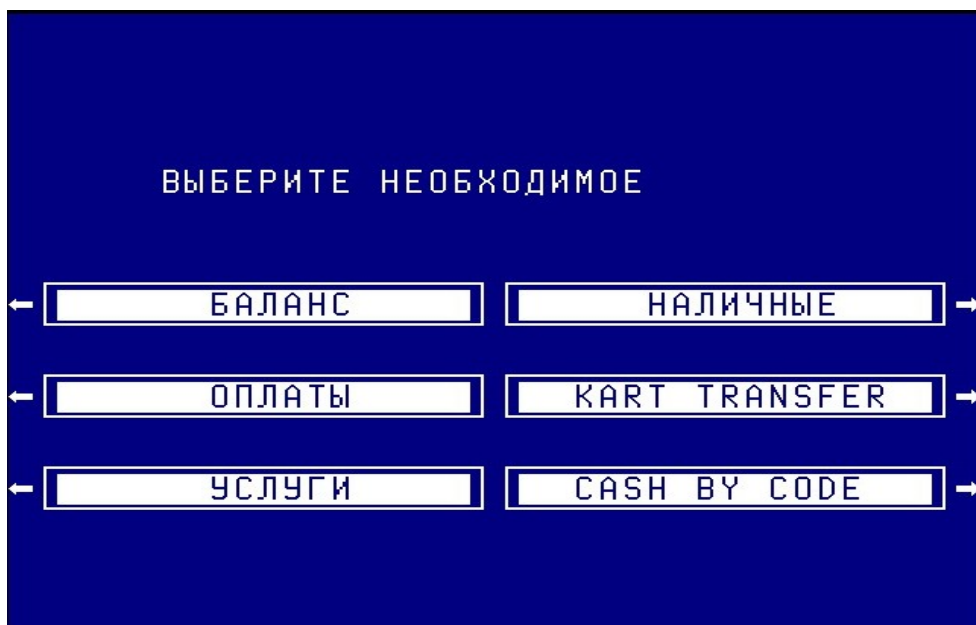 ВЫБЕРИТЕ НЕОБХОДИМОЕ
БАЛАНС НАЛИЧНЫЕ
ОПЛАТЫ KART TRANSFER
УСЛУГИ CASH BY CODE